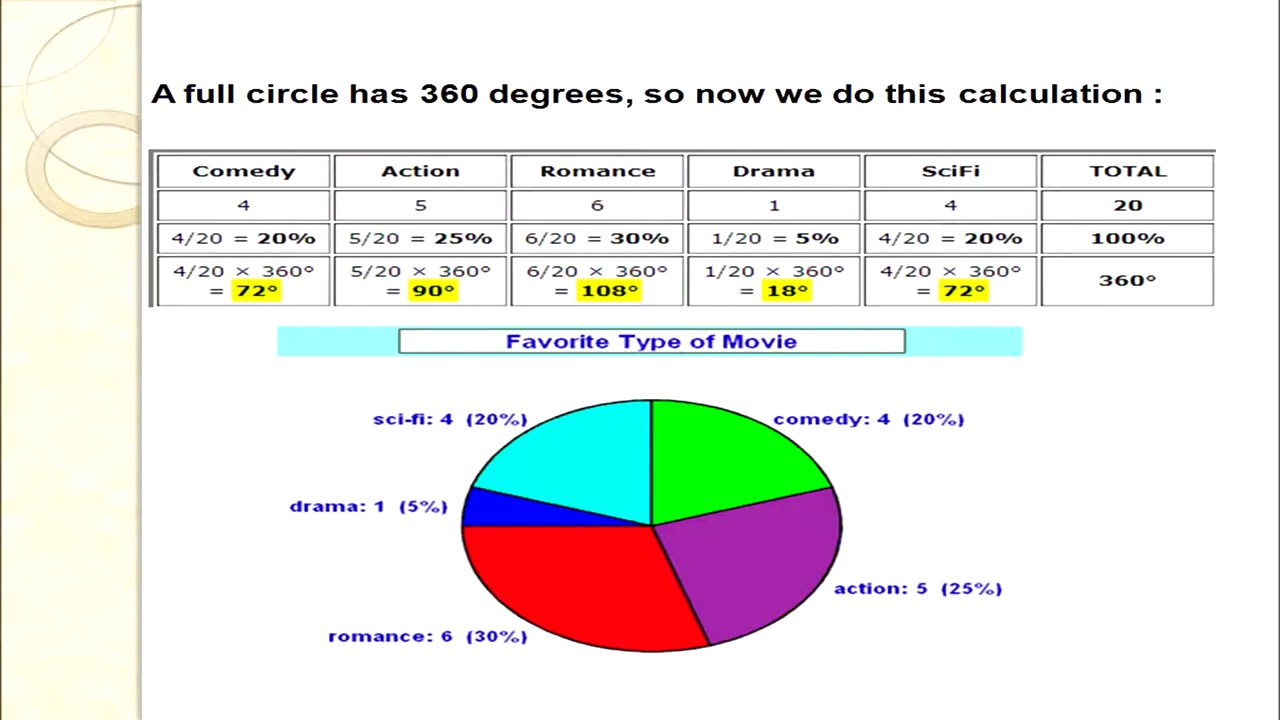 A full circle has 360 degrees, so now we do this calculation :
Comedy Action Romance Drama SciFi TOTAL
4 5 6 1 4 20
4/20 = 20% 5/20 = 25% 6/20 = 30% 1/20 = 5% 4/20 = 20% 100%
4/20 × 360° 5/20 × 360° 6/20 × 360° 1/20 × 360° 4/20 × 360° 360°
= 72° = 90° = 108° = 18° = 72°
Favorite Type of Movie
sci-fi: 4 (20%) comedy: 4 (20%)
drama: 1 (5%)
action: 5 (25%)
romance: 6 (30%)